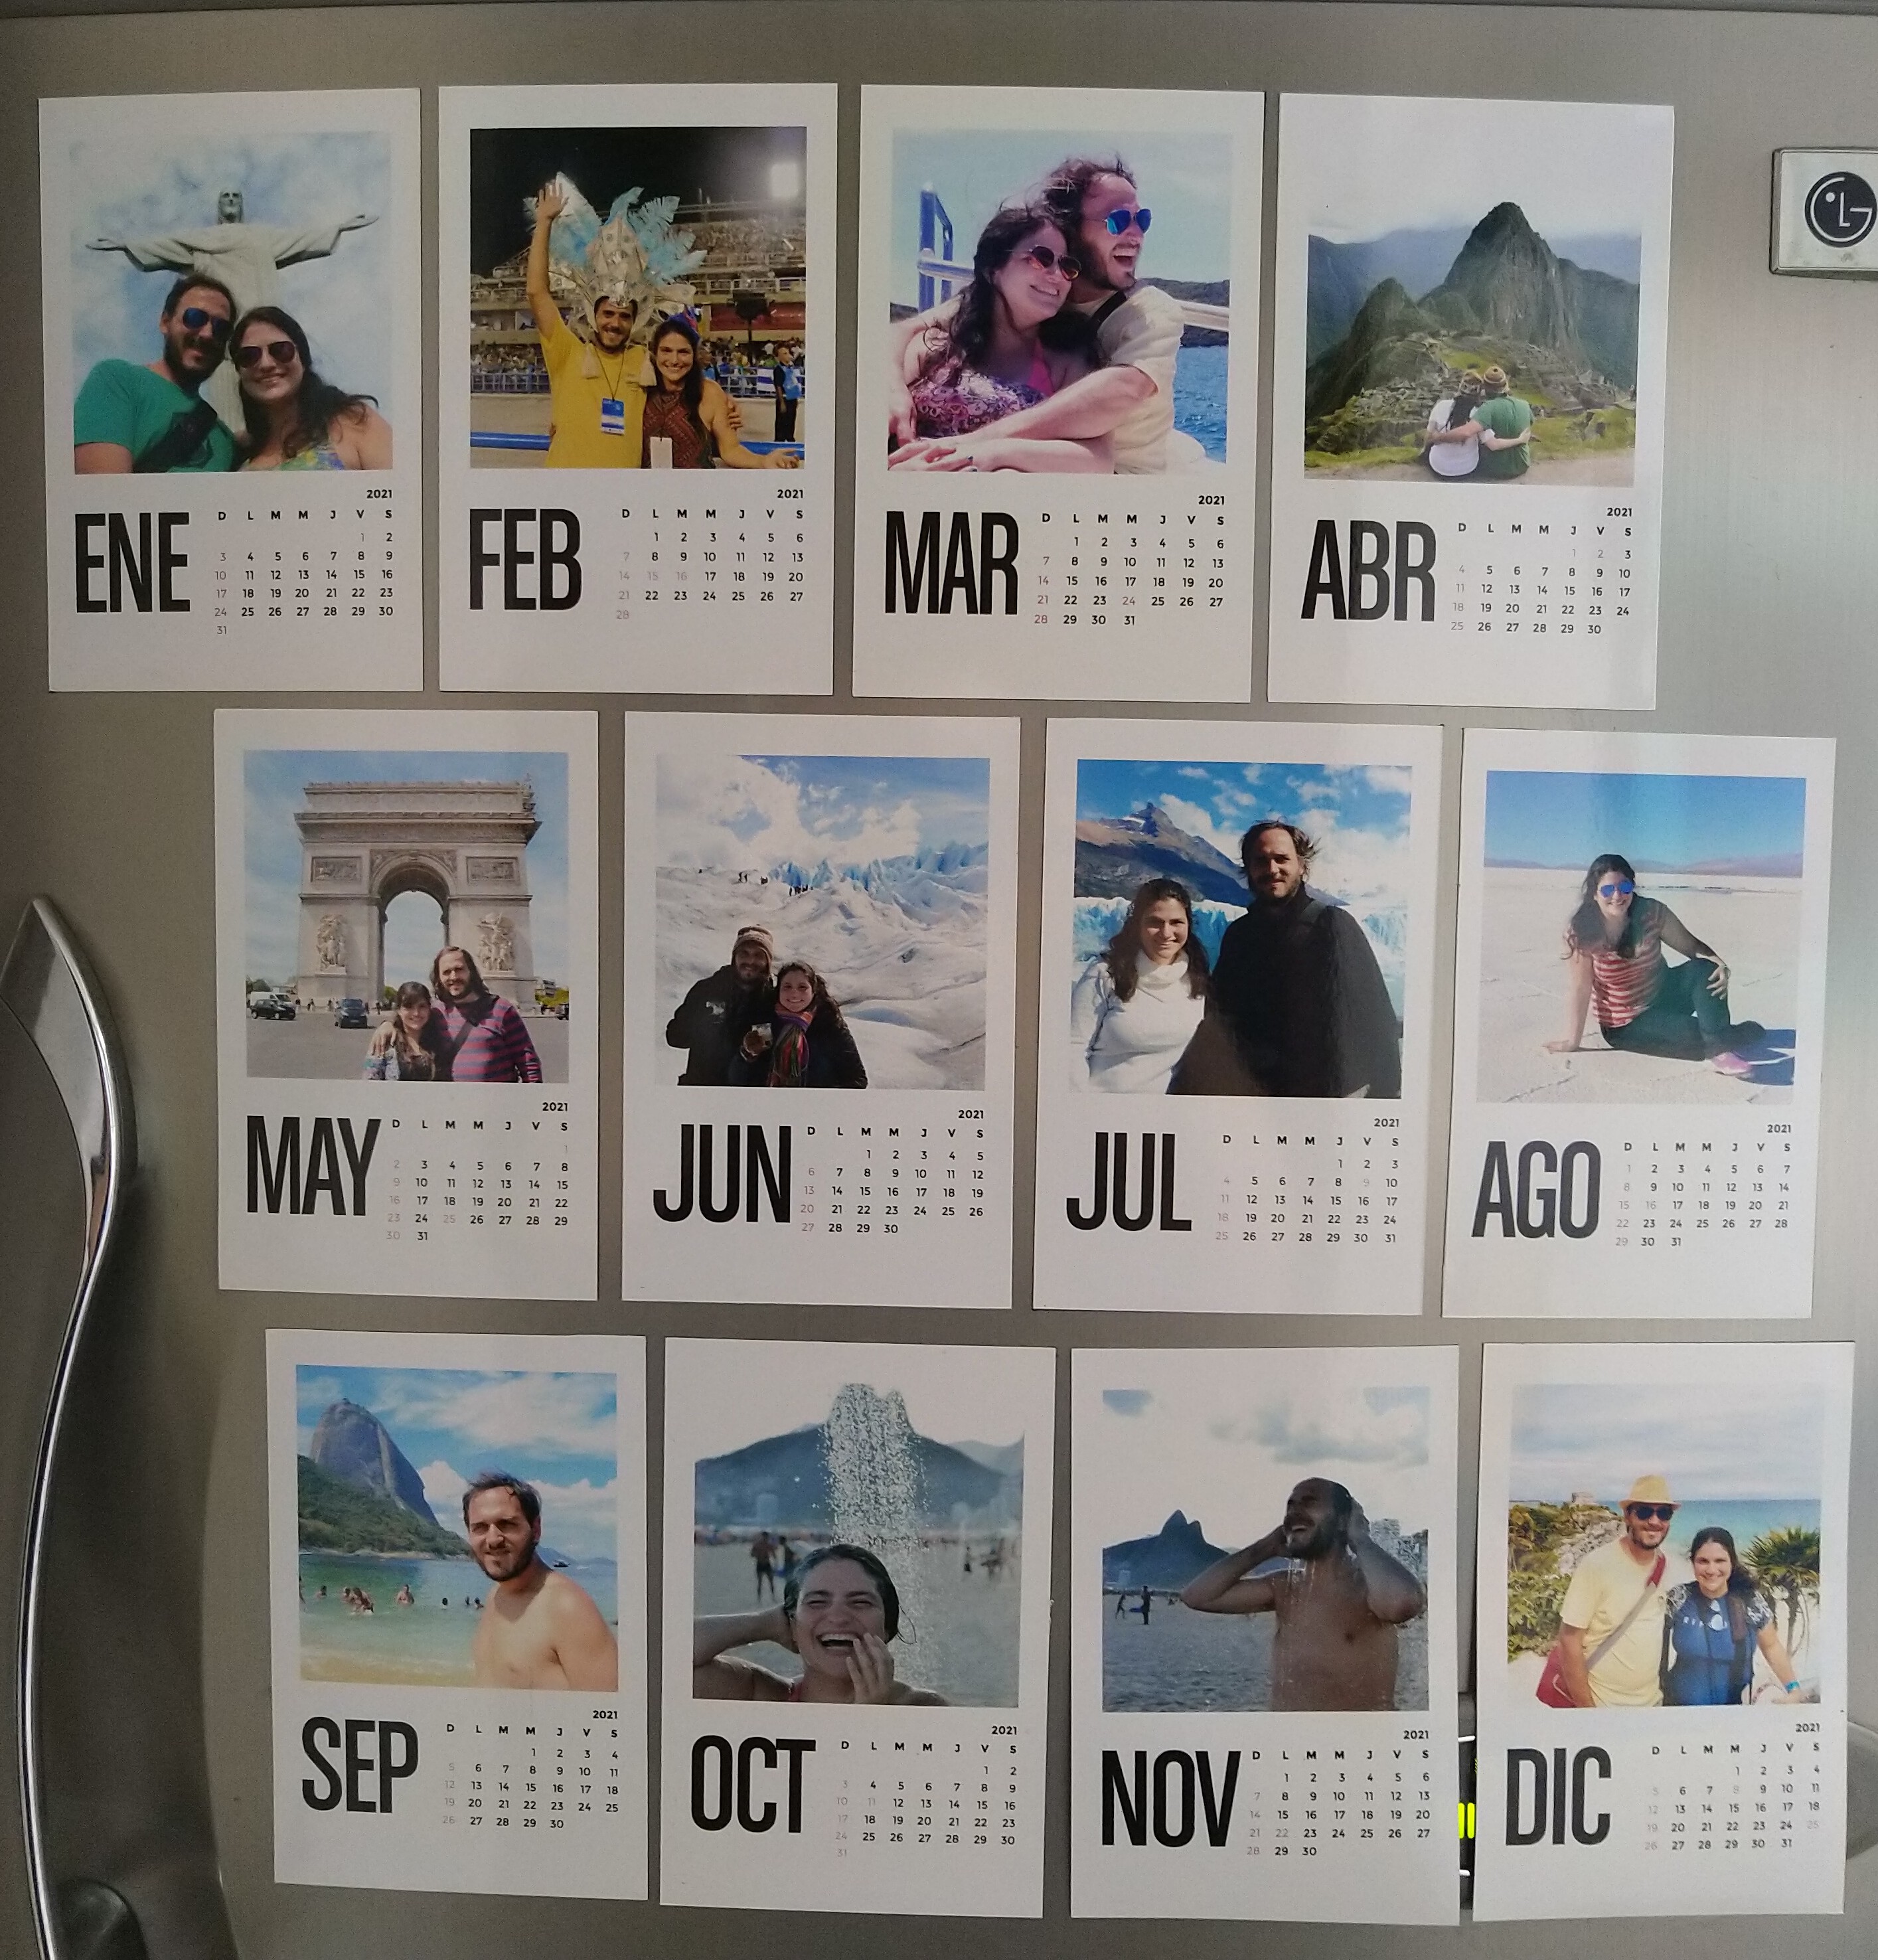 LG
2021
ENE
D L M M J V S
1 2
3 4 5 6 7 8 9
10 11 12 13 14 15 16
17 18 19 20 21 22 23
24 25 26 27 28 29 30
31
2021
FEB
D L M M J V S
1 2 3 4 5 6
7 8 9 10 11 12 13
14 15 16 17 18 19 20
21 22 23 24 25 26 27
28
2021
MAR
D L M M J V S
1 2 3 4 5 6
7 8 9 10 11 12 13
14 15 16 17 18 19 20
21 22 23 24 25 26 27
28 29 30 31
2021
ABR
D L M M J V S
1 2 3
4 5 6 7 8 9 10
11 12 13 14 15 16 17
18 19 20 21 22 23 24
25 26 27 28 29 30
2021
MAY
D L M M J V S
1
2 3 4 5 6 7 8
9 10 11 12 13 14 15
16 17 18 19 20 21 22
23 24 25 26 27 28 29
30 31
2021
JUN
D L M M J V S
1 2 3 4 5
6 7 8 9 10 11 12
13 14 15 16 17 18 19
20 21 22 23 24 25 26
27 28 29 30
2021
JUL
D L M M J V S
1 2 3
4 5 6 7 8 9 10
11 12 13 14 15 16 17
18 19 20 21 22 23 24
25 26 27 28 29 30 31
2021
AGO
D L M M J V S
1 2 3 4 5 6 7
8 9 10 11 12 13 14
15 16 17 18 19 20 21
22 23 24 25 26 27 28
29 30 31
2021
SEP
D L M M J V S
1 2 3 4
5 6 7 8 9 10 11
12 13 14 15 16 17 18
19 20 21 22 23 24 25
26 27 28 29 30
2021
OCT
D L M M J V S
1 2
3 4 5 6 7 8 9
10 11 12 13 14 15 16
17 18 19 20 21 22 23
24 25 26 27 28 29 30
31
2021
NOV
D L M M J V S
1 2 3 4 5 6
7 8 9 10 11 12 13
14 15 16 17 18 19 20
21 22 23 24 25 26 27
28 29 30
2021
DIC
D L M M J V S
1 2 3 4
5 6 7 8 9 10 11
12 13 14 15 16 17 18
19 20 21 22 23 24 25
26 27 28 29 30 31